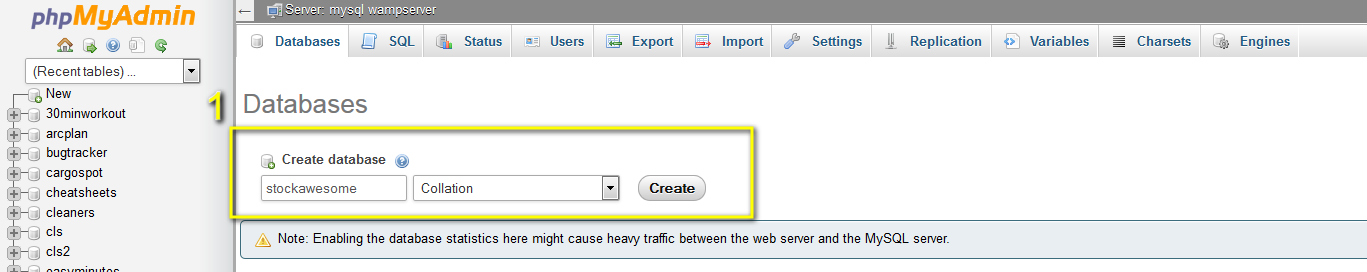 phpMyAdmin
(Recent tables) ...
New
30minworkout
arcplan
bugtracker
cargospot
cheatsheets
cleaners
cls
cls2
easyminutes
Server: mysql wampserver
Databases SQL Status Users Export Import Settings Replication Variables Charsets Engines
Databases
1
Create database
stockawesome Collation Create
Note: Enabling the database statistics here might cause heavy traffic between the web server and the MySQL server.